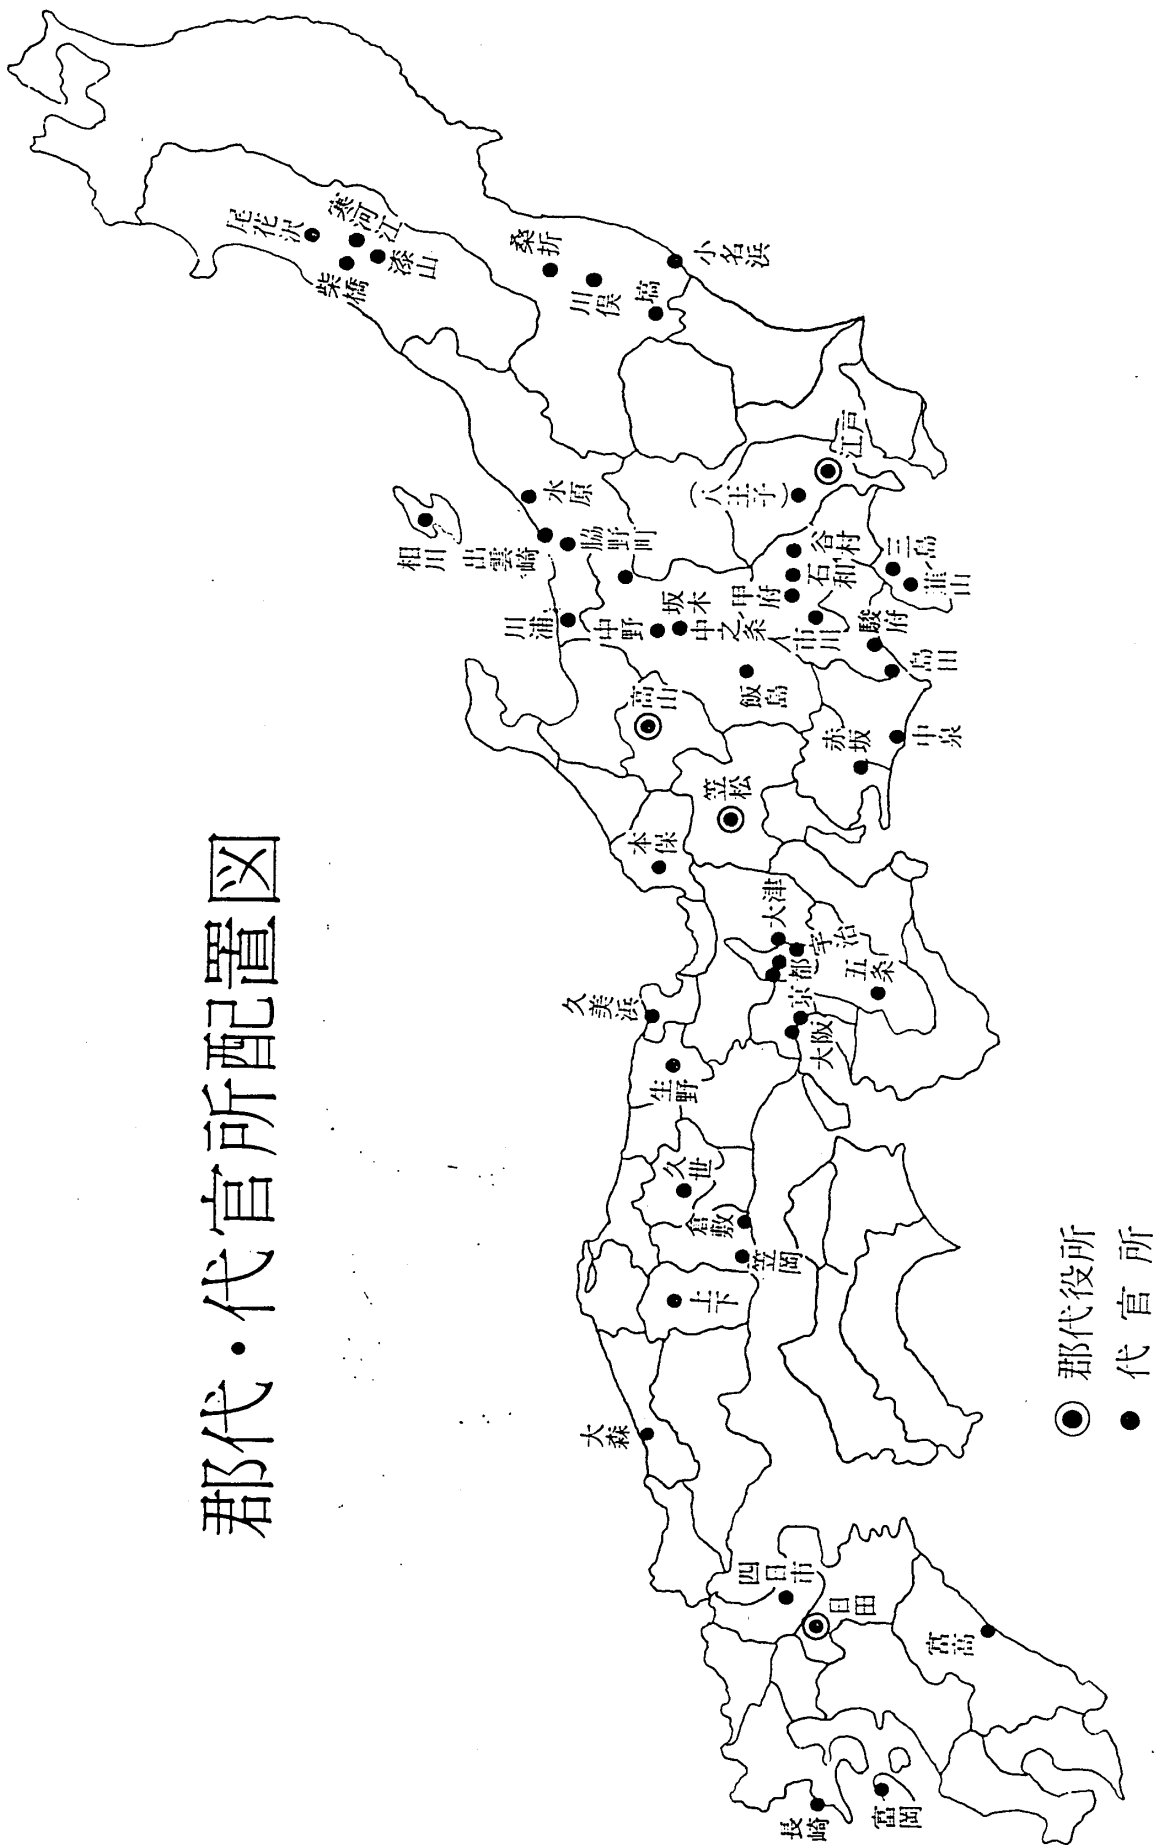 郡代・代官所配置図
尾花沢
寒河江
柴橋
漆山
桑折
川俣
塙
小名浜
水原
相川
出雲崎
脇野町
川浦
中野
坂木
中之条
(八王子)
江戸
谷村
石和
甲府
市川
三島
韮山
駿府
島田
中泉
赤坂
飯島
高山
笠松
本保
大津
宇治
京都
五条
大阪
久美浜
生野
久世
倉敷
笠岡
上下
大森
四日市
日田
富高
長崎
富岡
郡代役所
代官所